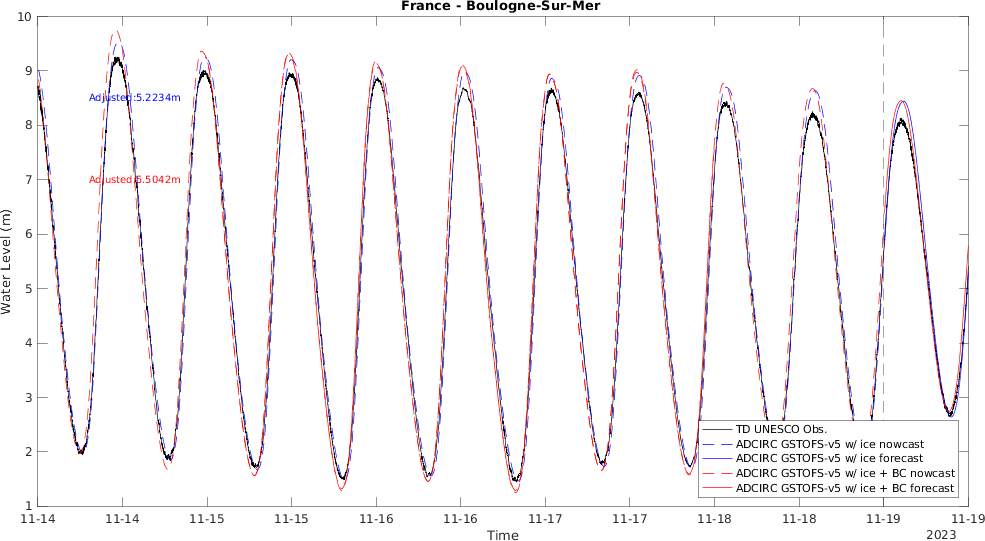 France - Boulogne-Sur-Mer
10
9
8
7
6
5
4
3
2
1
Water Level (m)
Adjusted:5.2234m
Adjusted:5.5042m
TD UNESCO Obs.
ADCIRC GSTOFS-v5 w/ ice nowcast
ADCIRC GSTOFS-v5 w/ ice forecast
ADCIRC GSTOFS-v5 w/ ice + BC nowcast
ADCIRC GSTOFS-v5 w/ ice + BC forecast
11-14 11-14 11-15 11-15 11-16 11-16 11-17 11-17 11-18 11-18 11-19 11-19
Time
2023